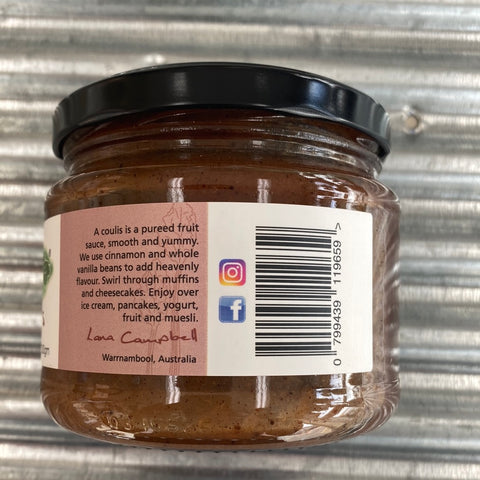 A coulis is a pureed fruit
sauce, smooth and yummy.
We use cinnamon and whole
vanilla beans to add heavenly
flavour. Swirl through muffins
and cheesecakes. Enjoy over
ice cream, pancakes, yogurt,
fruit and muesli.
Lana Campbell
Warrnambool, Australia
0 799439 119659 >